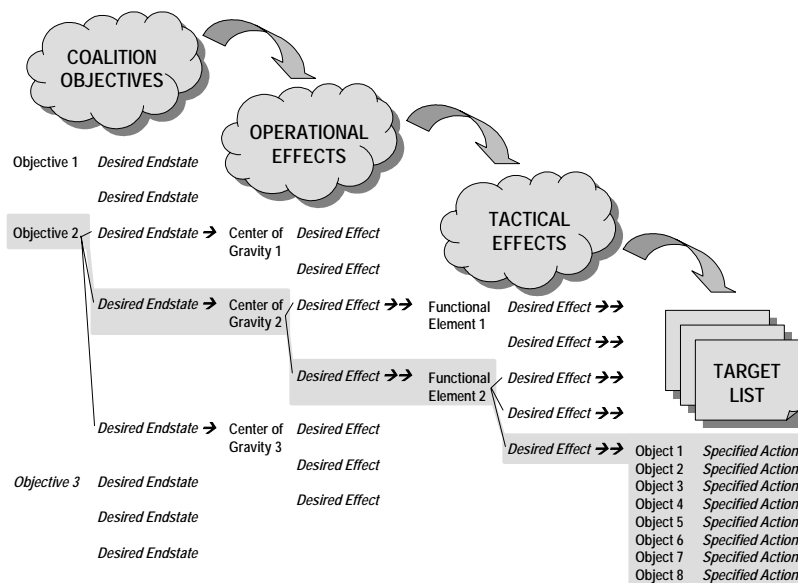 COALITION
OBJECTIVES
OPERATIONAL
EFFECTS
TACTICAL
EFFECTS
TARGET
LIST
Objective 1 Desired Endstate
Desired Endstate
Objective 2 Desired Endstate → Center of Gravity 1 Desired Effect
Desired Effect
Desired Endstate → Center of Gravity 2 Desired Effect →→ Functional Element 1 Desired Effect →→
Desired Effect →→
Desired Effect →→ Functional Element 2 Desired Effect →→
Desired Effect →→
Desired Endstate → Center of Gravity 3 Desired Effect
Desired Effect →→ Object 1 Specified Action
Object 2 Specified Action
Desired Effect
Object 3 Specified Action
Objective 3 Desired Endstate
Object 4 Specified Action
Desired Effect
Object 5 Specified Action
Desired Endstate
Object 6 Specified Action
Object 7 Specified Action
Desired Endstate
Object 8 Specified Action